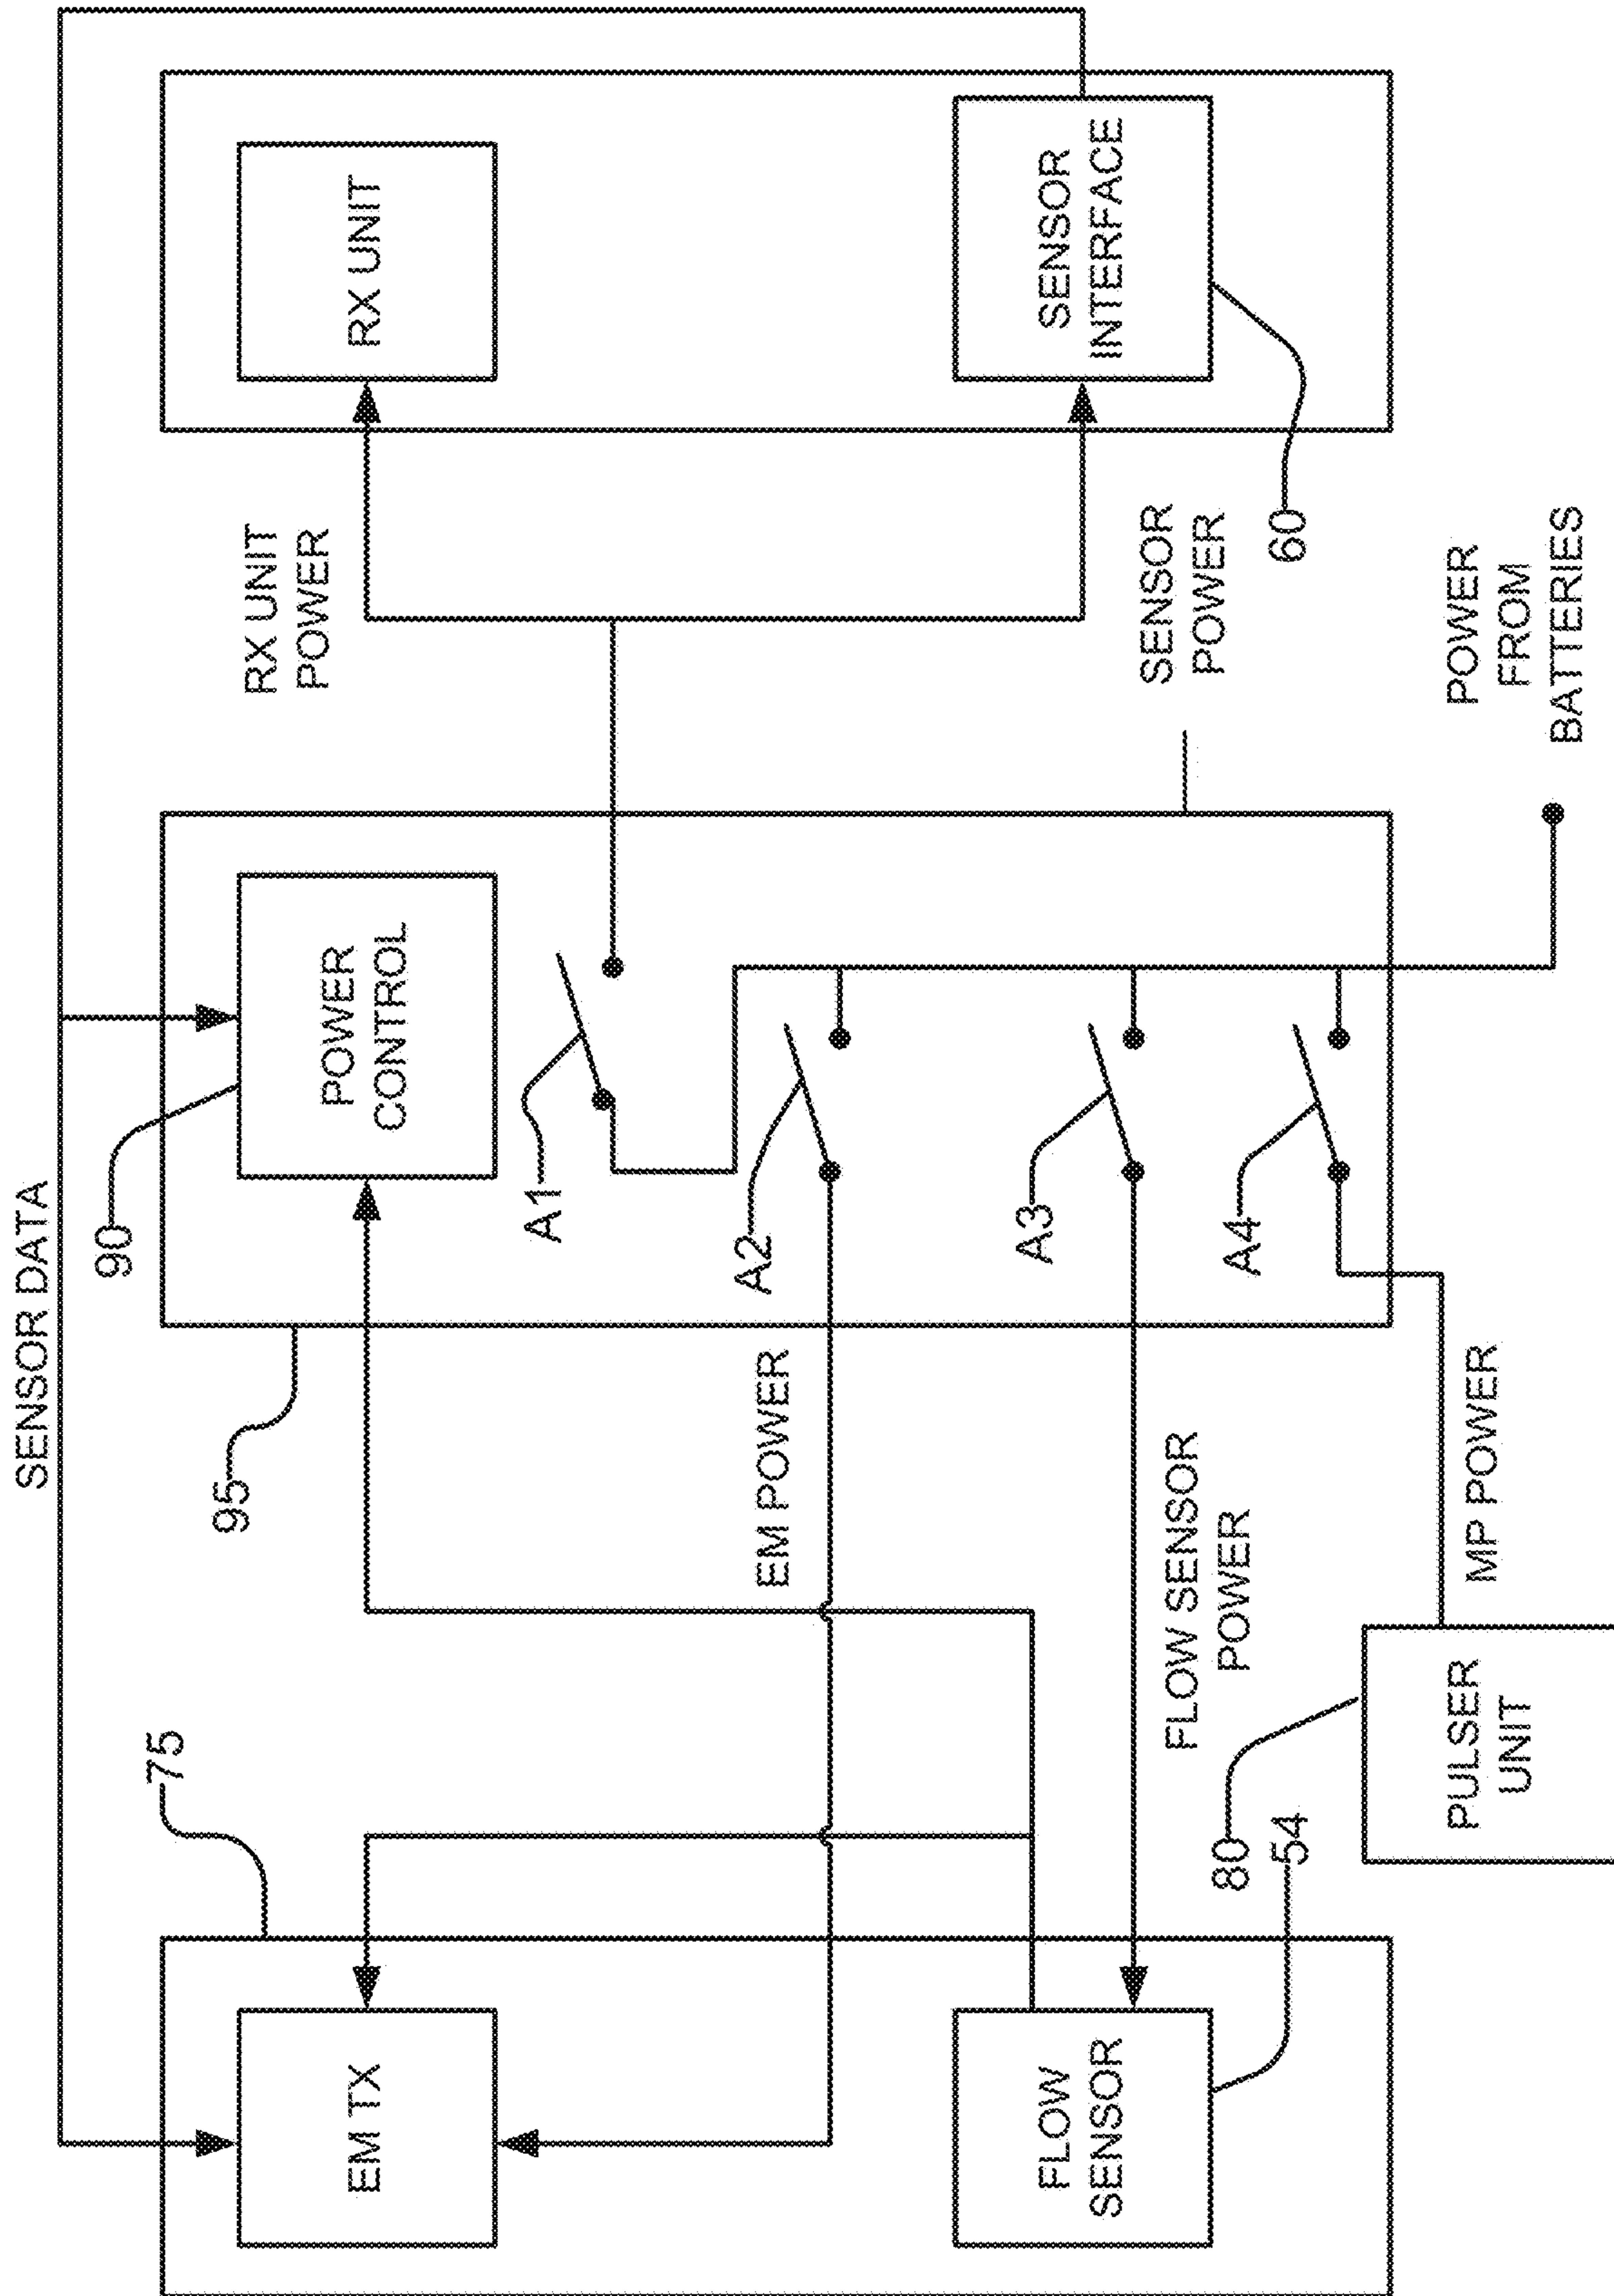 SENSOR DATA
75
EM TX
FLOW
SENSOR
54
80
PULSER
UNIT
MP POWER
EM POWER
FLOW SENSOR
POWER
95
90
POWER
CONTROL
A1
A2
A3
A4
RX UNIT
POWER
SENSOR
POWER
POWER
FROM
BATTERIES
RX UNIT
SENSOR
INTERFACE
60